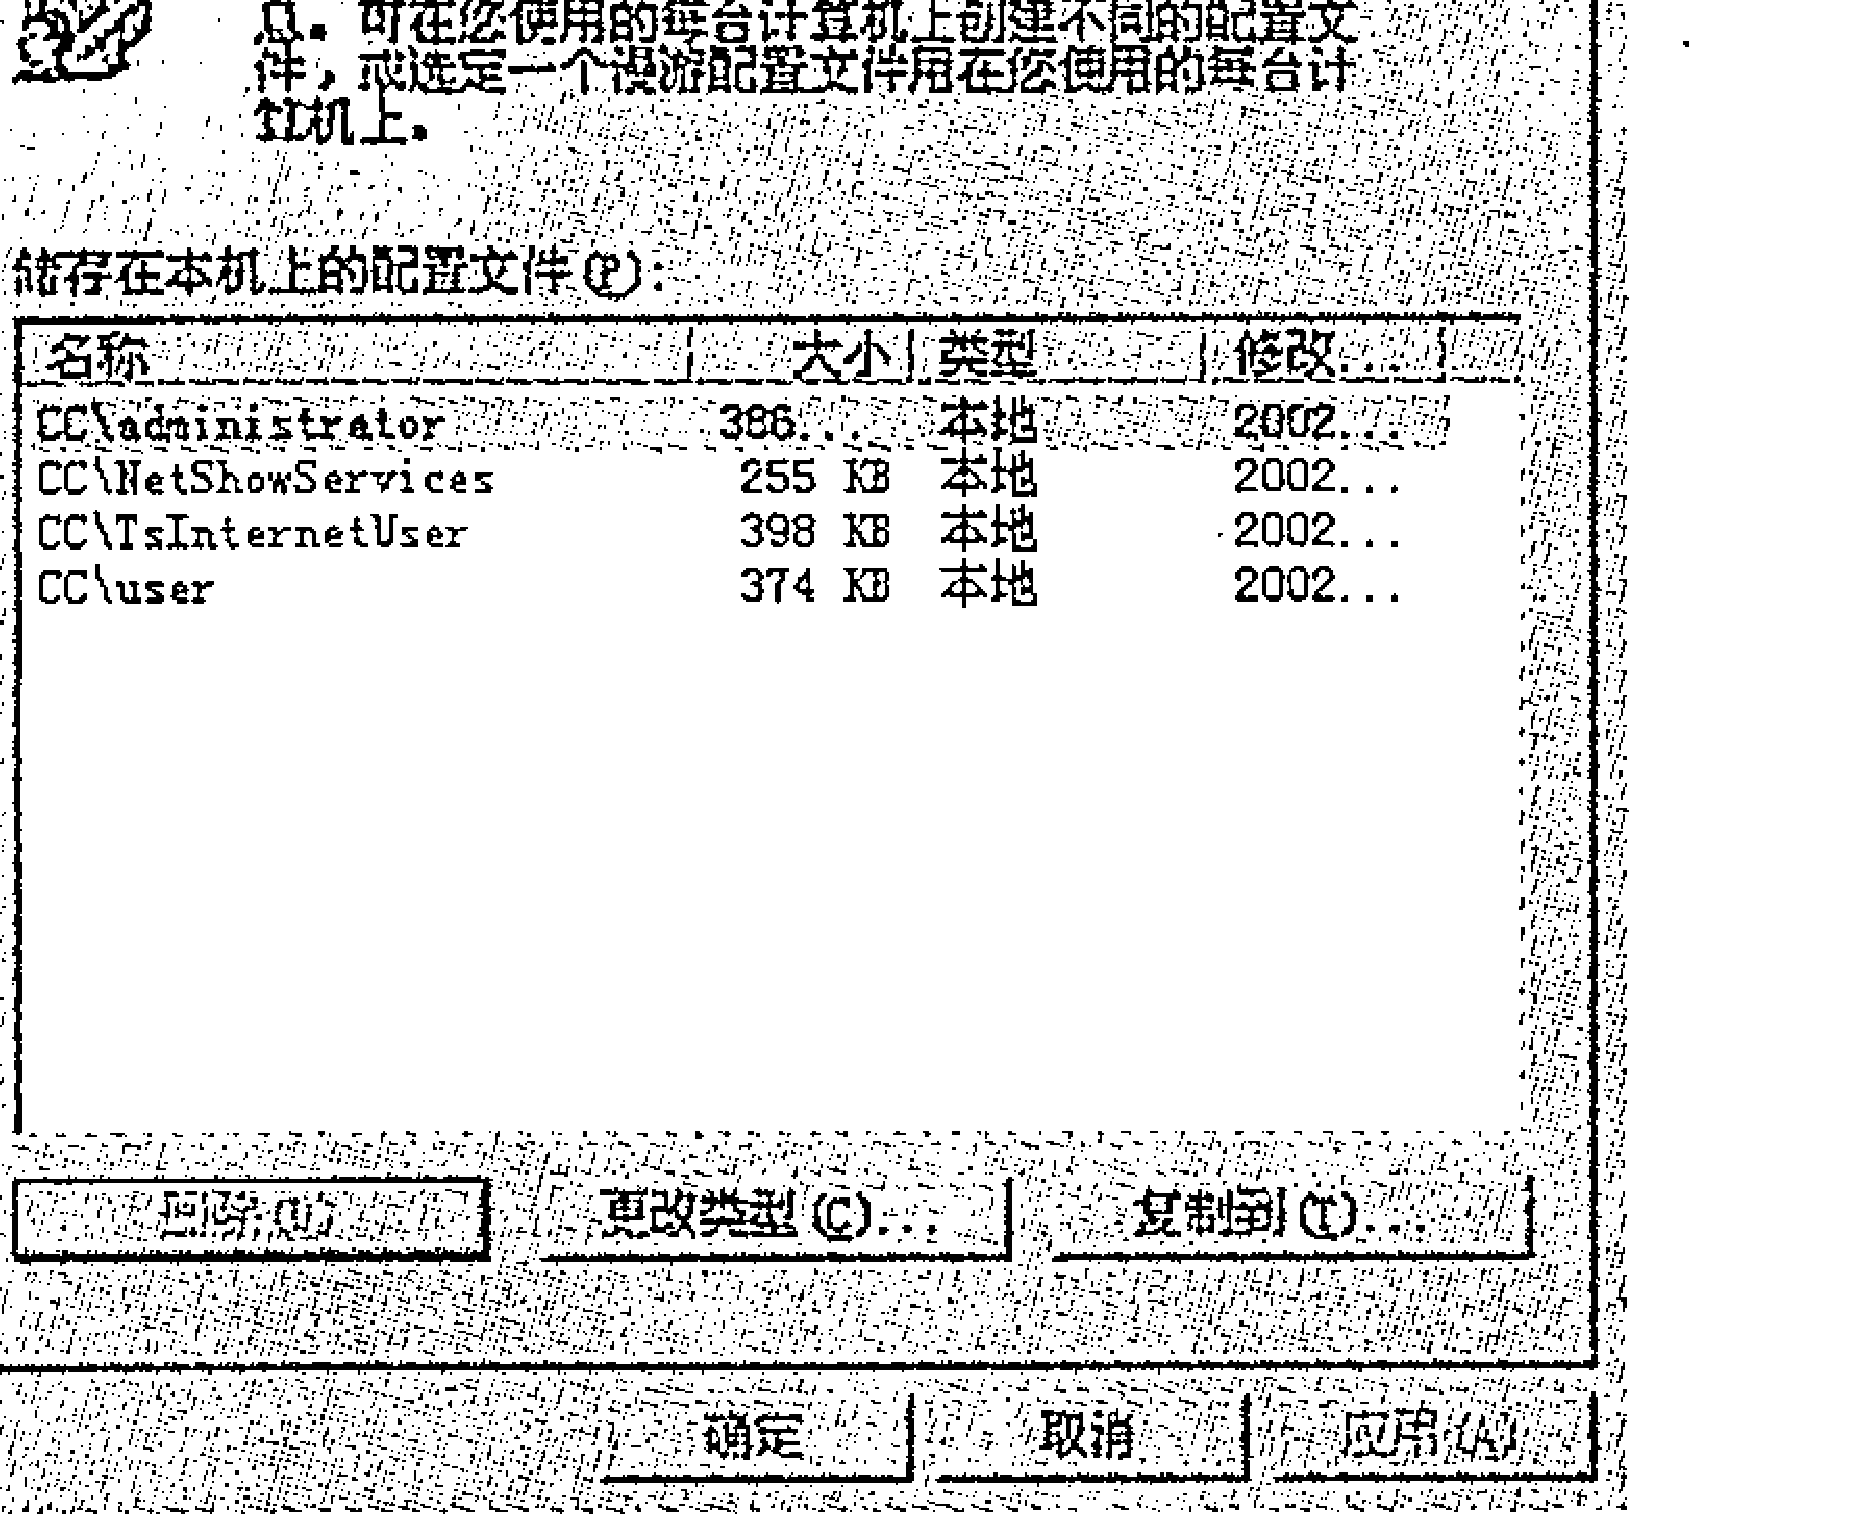 息。可在您使用的每台计算机上创建不同的配置文
件，或选定一个漫游配置文件用在您使用的每台计
算机上。
储存在本机上的配置文件(P):
名称 大小 类型 修改...
CC\administrator 386... 本地 2002...
CC\NetShowServices 255 KB 本地 2002...
CC\TsInternetUser 398 KB 本地 2002...
CC\user 374 KB 本地 2002...
删除(D) 更改类型(C)... 复制到(T)...
确定 取消 应用(A)